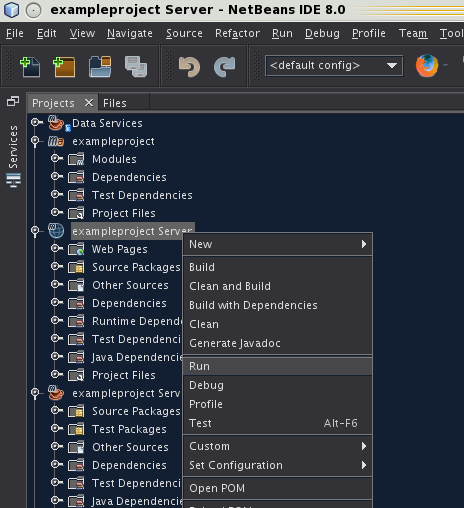 exampleproject Server - NetBeans IDE 8.0
File Edit View Navigate Source Refactor Run Debug Profile Team Tool
<default config>
Projects Files
Services
Data Services
exampleproject
Modules
Dependencies
Test Dependencies
Project Files
exampleproject Server
Web Pages
Source Packages
Other Sources
Dependencies
Runtime Depend
Test Dependenci
Java Dependenci
Project Files
exampleproject Serv
Source Packages
Test Packages
Other Sources
Dependencies
Test Dependenci
Java Dependenci
New
Build
Clean and Build
Build with Dependencies
Clean
Generate Javadoc
Run
Debug
Profile
Test Alt-F6
Custom
Set Configuration
Open POM